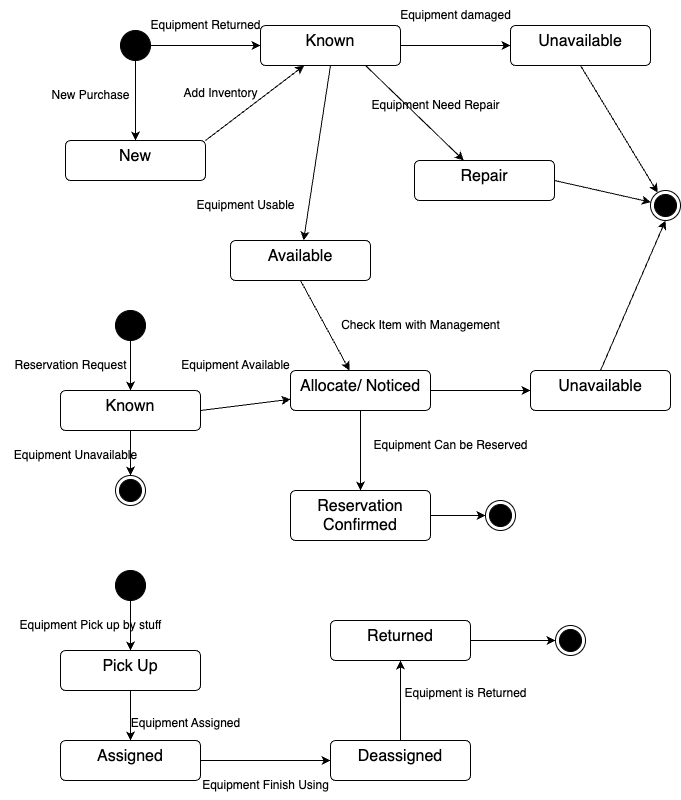 Equipment Returned
Known
Equipment damaged
Unavailable
New Purchase
Add Inventory
Equipment Need Repair
New
Repair
Equipment Usable
Available
Check Item with Management
Reservation Request
Equipment Available
Known
Allocate/ Noticed
Unavailable
Equipment Unavailable
Equipment Can be Reserved
Reservation
Confirmed
Equipment Pick up by stuff
Returned
Pick Up
Equipment is Returned
Equipment Assigned
Assigned
Deassigned
Equipment Finish Using